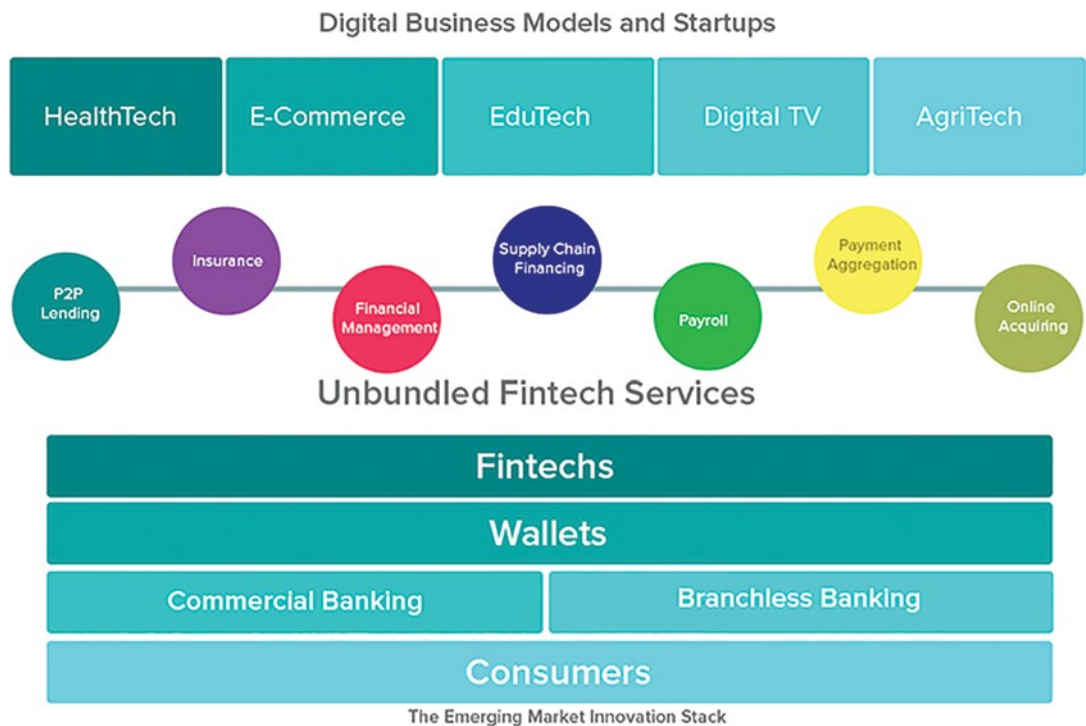 Digital Business Models and Startups
HealthTech
E-Commerce
EduTech
Digital TV
AgriTech
P2P
Lending
Insurance
Financial
Management
Supply Chain
Financing
Payroll
Payment
Aggregation
Online
Acquiring
Unbundled Fintech Services
Fintechs
Wallets
Commercial Banking
Branchless Banking
Consumers
The Emerging Market Innovation Stack